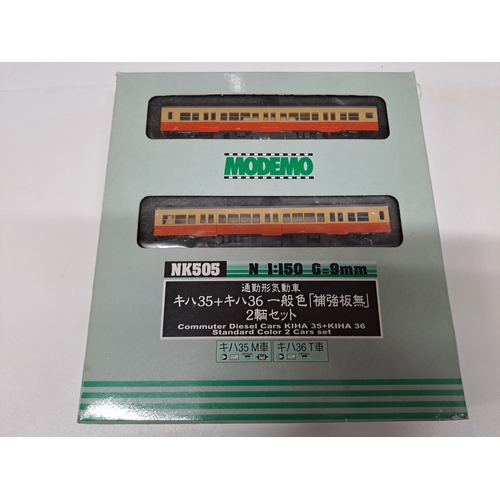 MODEMO
NK505 N 1:150 G=9mm
通勤形気動車
キハ35+キハ36 一般色「補強板無」
2輌セット
Commuter Diesel Cars KIHA 35+KIHA 36
Standard Color 2 Cars set
キハ35 M車 キハ36 T車